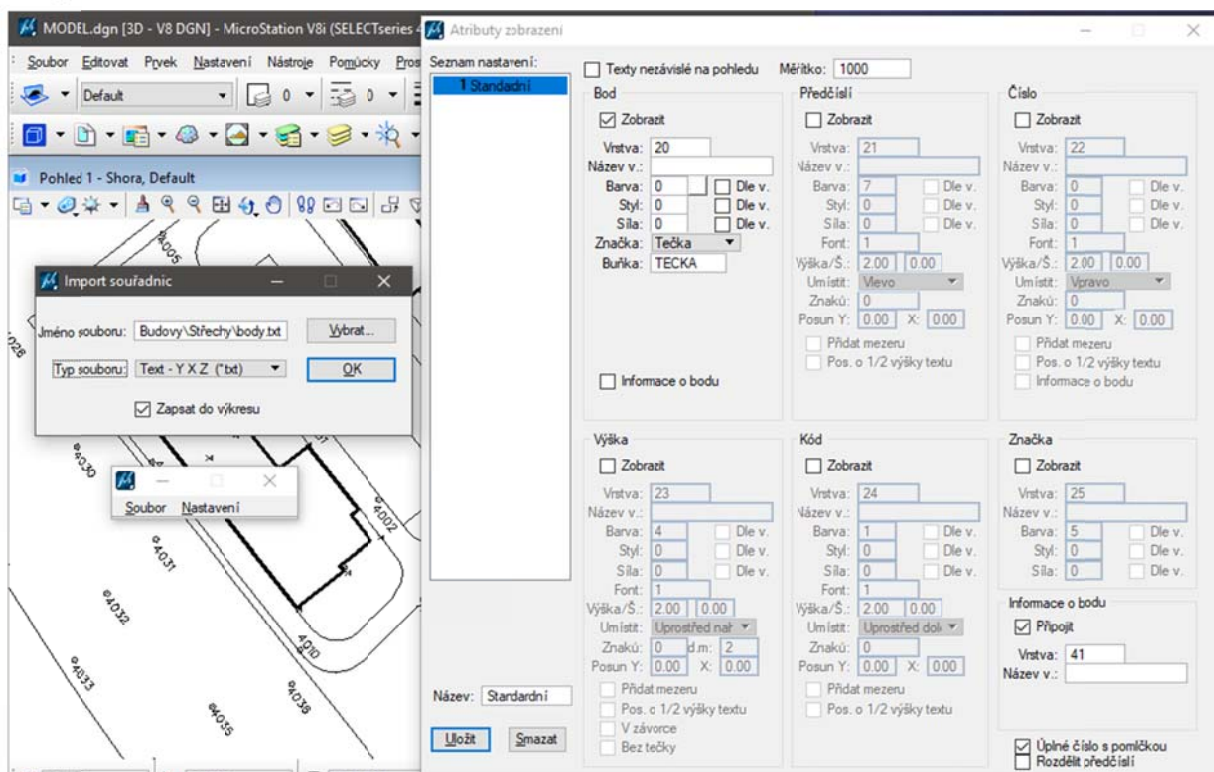 MODEL.dgn [3D - V8 DGN] - MicroStation V8i (SELECTseries 4
Soubor Editovat Prvek Nastavení Nástroje Pomůcky Pros
Default 0 0
Pohled 1 - Shora, Default
4005
4026
Import souřadnic
Jméno souboru: Budovy\Střechy\body.txt Vybrat...
Typ souboru: Text - Y X Z (*txt) OK
Zapsat do výkresu
4030
Soubor Nastavení
4002
4031
4032
4010
4033
4038
4035
Atributy zobrazení
Seznam nastavení:
1 Standadní
Název: Standardní
Uložit Smazat
Texty nezávislé na pohledu Měřítko: 1000
Bod
Zobrazit
Vrstva: 20
Název v.:
Barva: 0 Dle v.
Styl: 0 Dle v.
Síla: 0 Dle v.
Značka: Tečka
Buňka: TECKA
Informace o bodu
Předčíslí
Zobrazit
Vrstva: 21
Název v.:
Barva: 7 Dle v.
Styl: 0 Dle v.
Síla: 0 Dle v.
Font: 1
Výška/Š.: 2.00 0.00
Umístit: Vlevo
Znaků: 0
Posun Y: 0.00 X: 0.00
Přidat mezeru
Pos. o 1/2 výšky textu
Číslo
Zobrazit
Vrstva: 22
Název v.:
Barva: 0 Dle v.
Styl: 0 Dle v.
Síla: 0 Dle v.
Font: 1
Výška/Š.: 2.00 0.00
Umístit: Vpravo
Znaků: 0
Posun Y: 0.00 X: 0.00
Přidat mezeru
Pos. o 1/2 výšky textu
Informace o bodu
Výška
Zobrazit
Vrstva: 23
Název v.:
Barva: 4 Dle v.
Styl: 0 Dle v.
Síla: 0 Dle v.
Font: 1
Výška/Š.: 2.00 0.00
Umístit: Uprostřed nah
Znaků: 0 d.m: 2
Posun Y: 0.00 X: 0.00
Přidat mezeru
Pos. o 1/2 výšky textu
V závorce
Bez tečky
Kód
Zobrazit
Vrstva: 24
Název v.:
Barva: 1 Dle v.
Styl: 0 Dle v.
Síla: 0 Dle v.
Font: 1
Výška/Š.: 2.00 0.00
Umístit: Uprostřed dole
Znaků: 0
Posun Y: 0.00 X: 0.00
Přidat mezeru
Pos. o 1/2 výšky textu
Značka
Zobrazit
Vrstva: 25
Název v.:
Barva: 5 Dle v.
Styl: 0 Dle v.
Síla: 0 Dle v.
Informace o bodu
Připojit
Vrstva: 41
Název v.:
Úplné číslo s pomlčkou
Rozdělit předčíslí